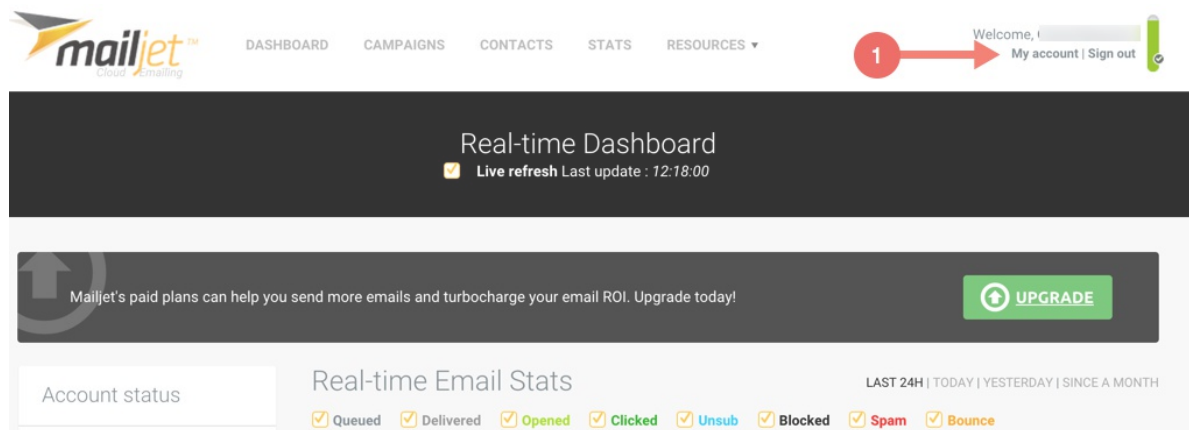 mailjet™
Cloud Emailing
DASHBOARD CAMPAIGNS CONTACTS STATS RESOURCES ▼
1
Welcome,
My account | Sign out
Real-time Dashboard
Live refresh Last update : 12:18:00
Mailjet's paid plans can help you send more emails and turbocharge your email ROI. Upgrade today!
UPGRADE
Account status
Real-time Email Stats
LAST 24H | TODAY | YESTERDAY | SINCE A MONTH
Queued Delivered Opened Clicked Unsub Blocked Spam Bounce